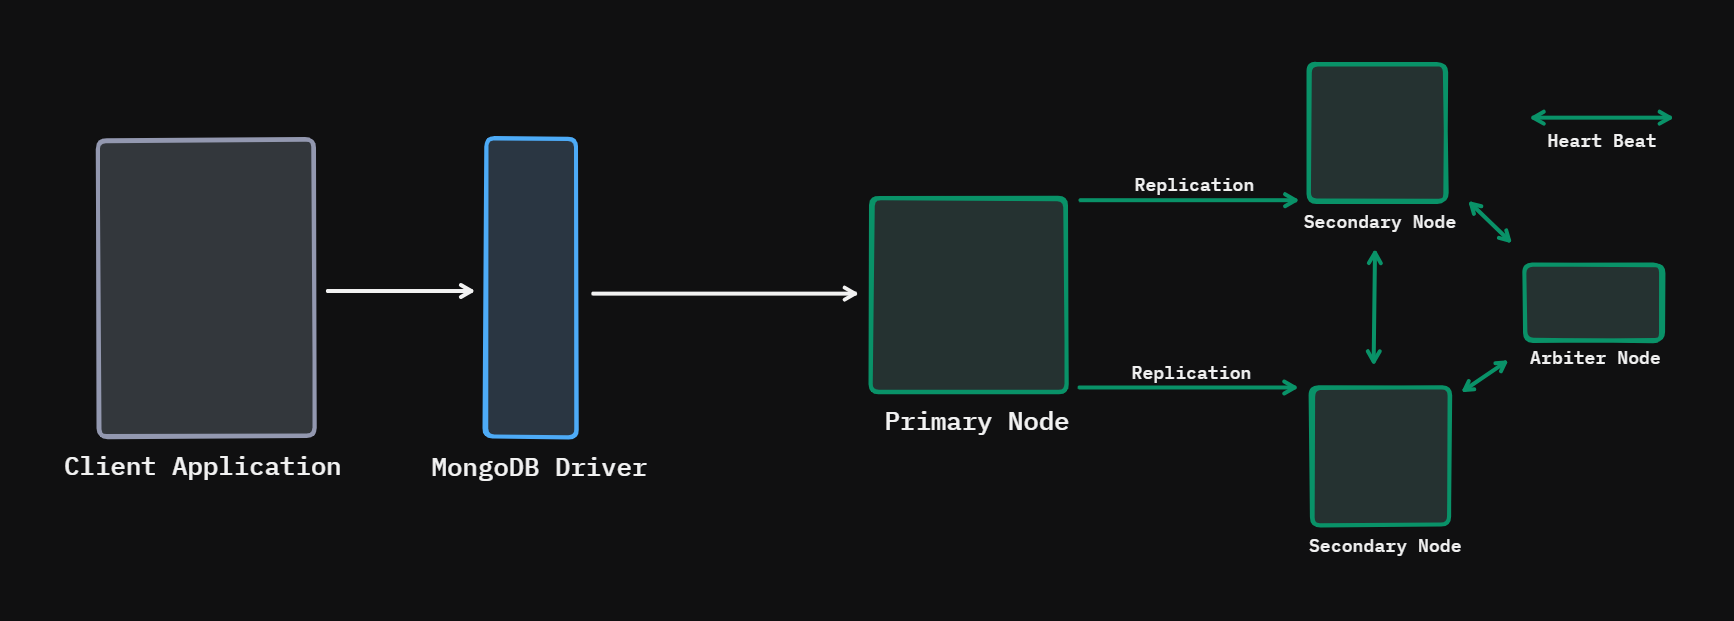 Client Application
MongoDB Driver
Primary Node
Replication
Replication
Secondary Node
Heart Beat
Arbiter Node
Secondary Node